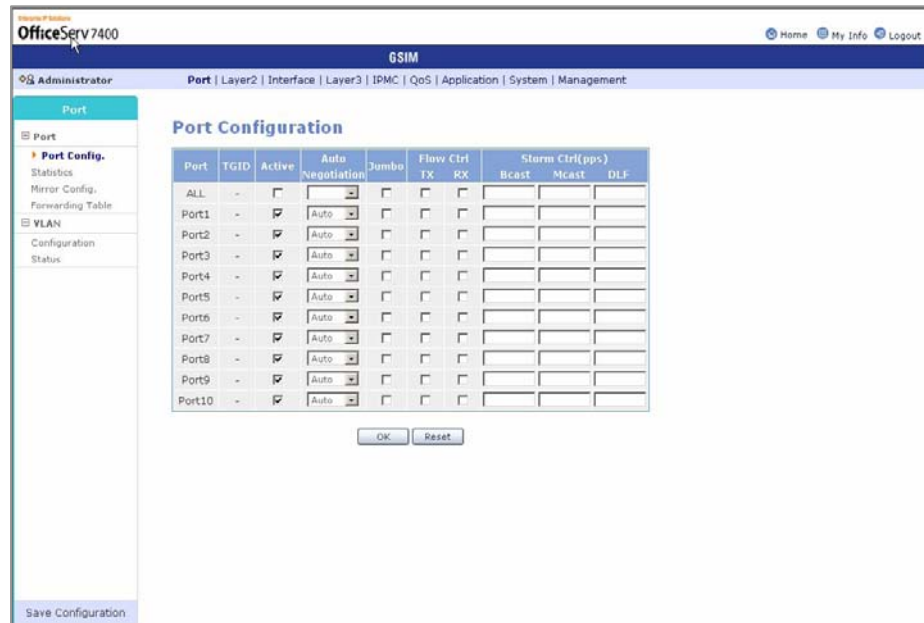 Enterprise IP Solutions
OfficeServ 7400
Home My Info Logout
GSIM
Administrator
Port | Layer2 | Interface | Layer3 | IPMC | QoS | Application | System | Management
Port
Port
Port Config.
Statistics
Mirror Config.
Forwarding Table
VLAN
Configuration
Status
Save Configuration
Port Configuration
Port TGID Active Auto Negotiation Jumbo Flow Ctrl TX RX Storm Ctrl(pps) Bcast Mcast DLF
ALL -
Port1 - Auto
Port2 - Auto
Port3 - Auto
Port4 - Auto
Port5 - Auto
Port6 - Auto
Port7 - Auto
Port8 - Auto
Port9 - Auto
Port10 - Auto
OK Reset